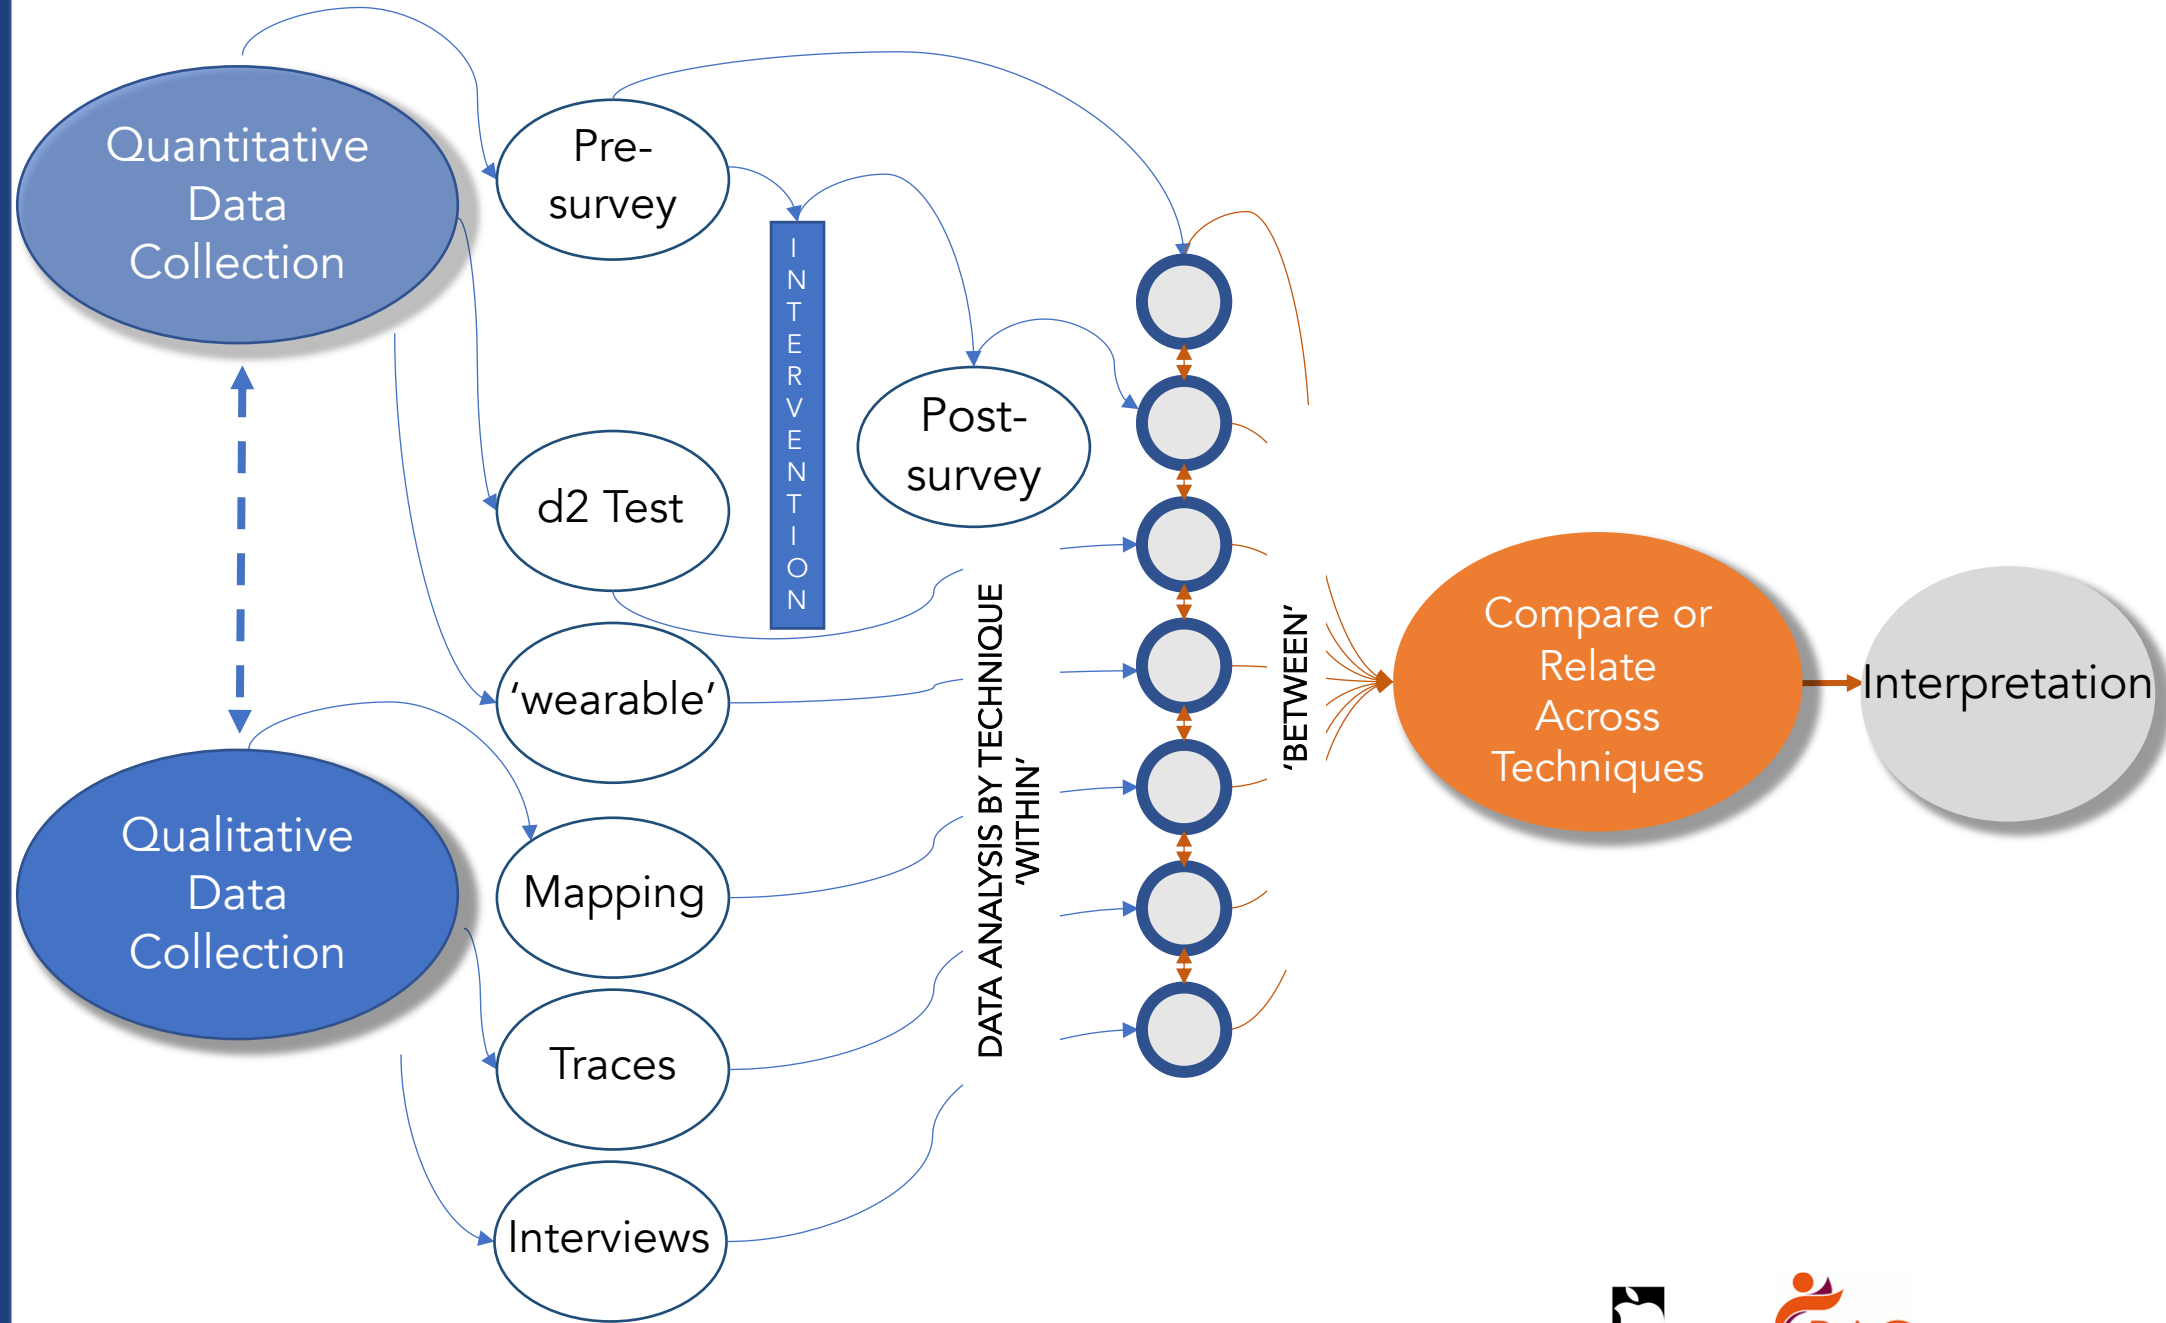 Quantitative
Data
Collection
Pre-
survey
INTERVENTION
Post-
survey
d2 Test
'wearable'
Qualitative
Data
Collection
Mapping
Traces
Interviews
DATA ANALYSIS BY TECHNIQUE
'WITHIN'
'BETWEEN'
Compare or
Relate
Across
Techniques
Interpretation